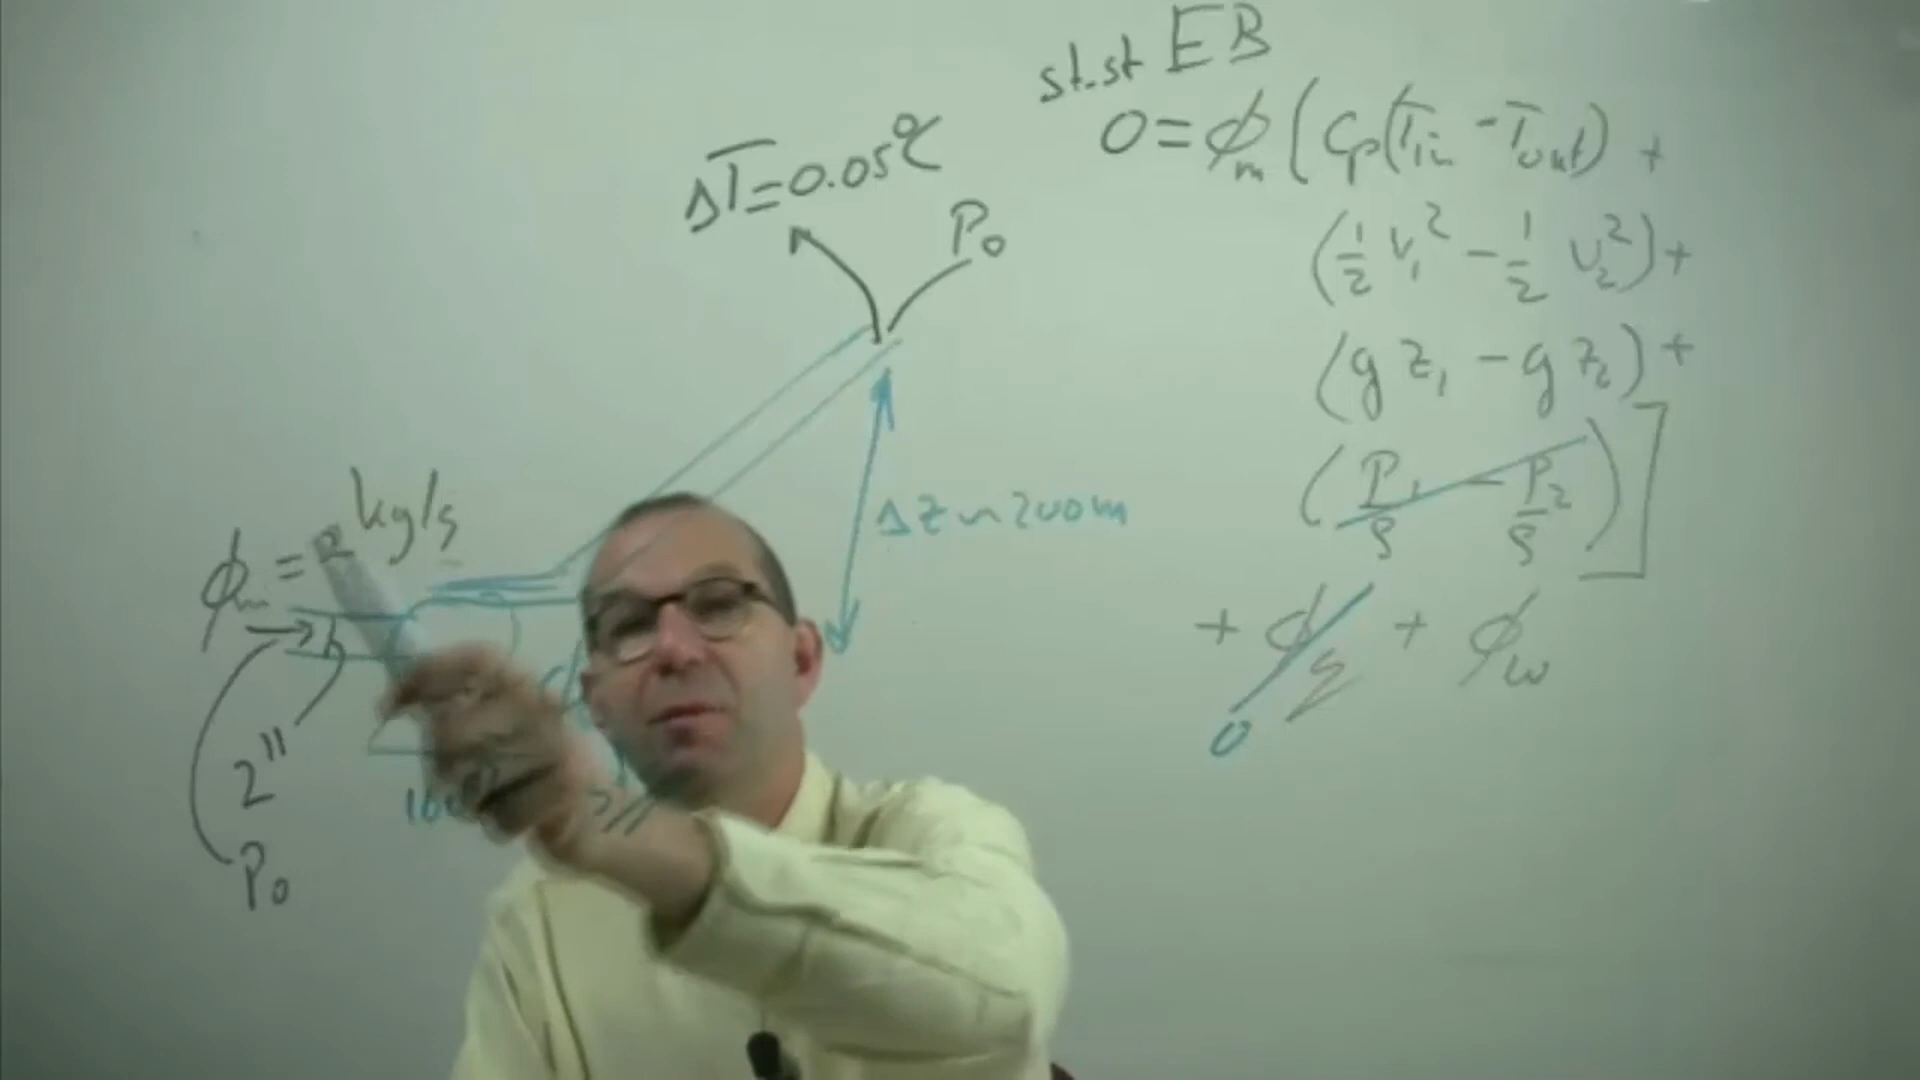 st.st EB
0 = ϕm ( Cp(Tin - Tout) +
(1/2 v₁² - 1/2 v₂²) +
(g z₁ - g z₂) +
(P₁/ρ - P₂/ρ) ]
+ ϕq + ϕw
0
ΔT = 0.05°C
P₀
Δz ~ 200m
ϕm = 2 kg/s
2"
P₀